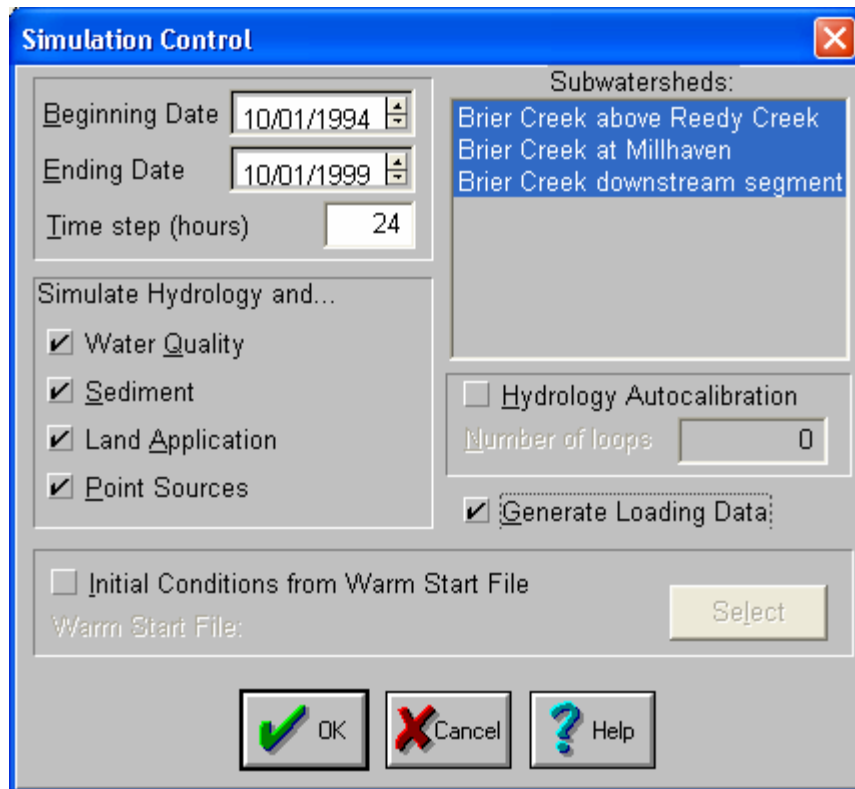 Simulation Control
Beginning Date 10/01/1994
Ending Date 10/01/1999
Time step (hours) 24
Subwatersheds:
Brier Creek above Reedy Creek
Brier Creek at Millhaven
Brier Creek downstream segment
Simulate Hydrology and...
Water Quality
Sediment
Land Application
Point Sources
Hydrology Autocalibration
Number of loops 0
Generate Loading Data
Initial Conditions from Warm Start File
Warm Start File:
Select
OK
Cancel
Help